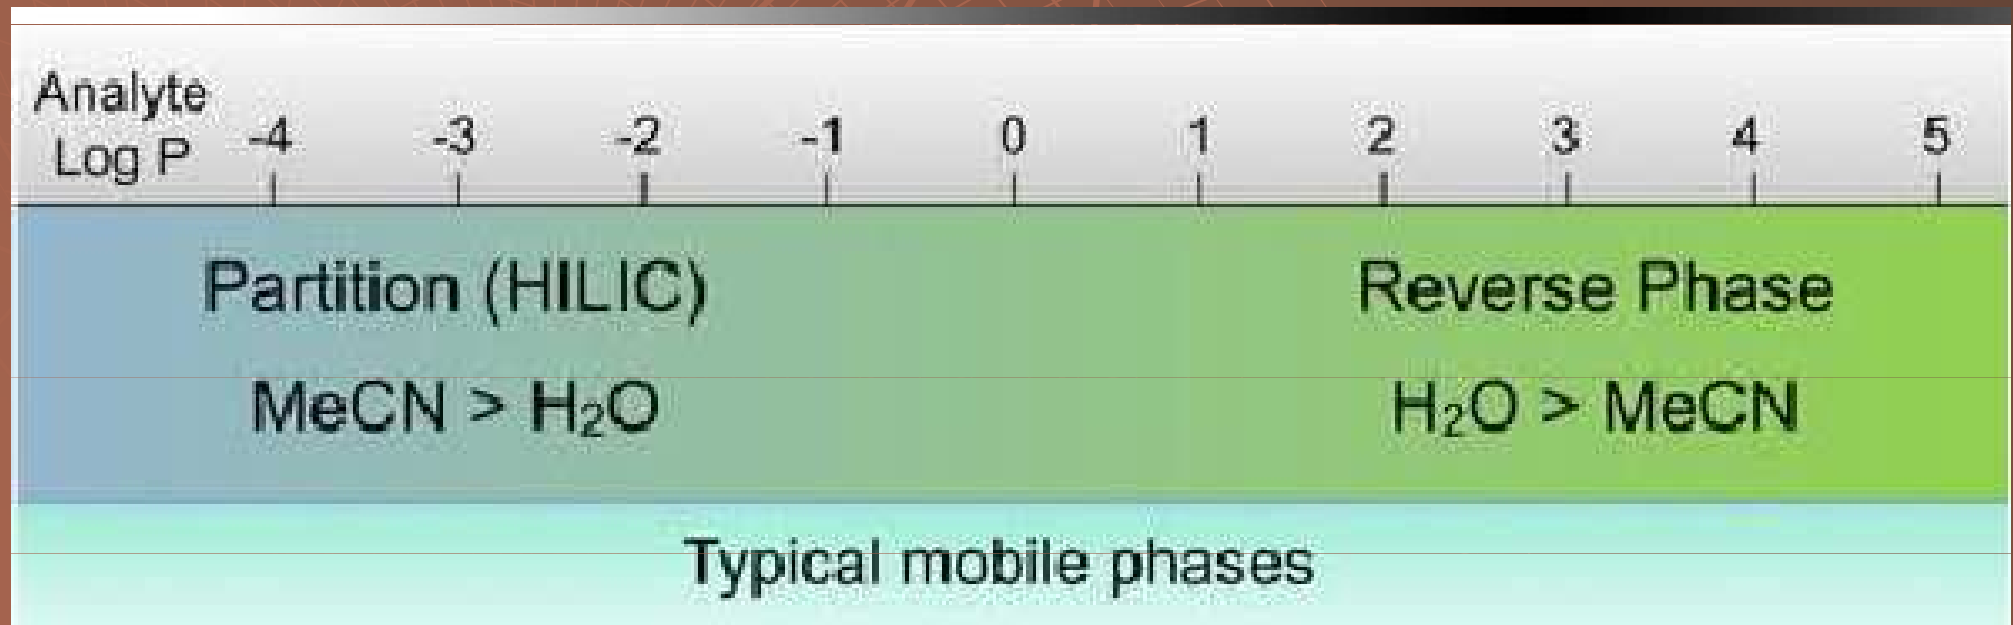 Analyte
Log P -4 -3 -2 -1 0 1 2 3 4 5
Partition (HILIC) Reverse Phase
MeCN > H₂O H₂O > MeCN
Typical mobile phases